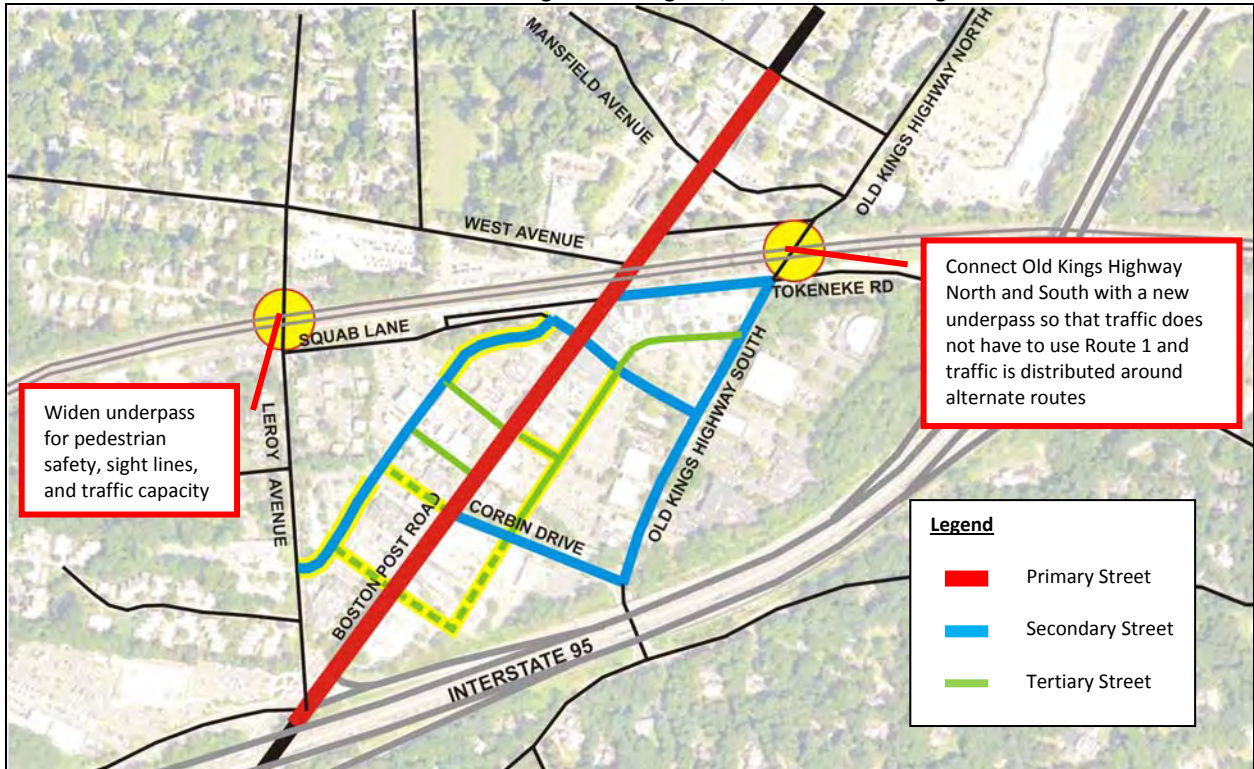 MANSFIELD AVENUE
OLD KINGS HIGHWAY NORTH
WEST AVENUE
TOKENEKE RD
SQUAB LANE
Connect Old Kings Highway
North and South with a new
underpass so that traffic does
not have to use Route 1 and
traffic is distributed around
alternate routes
Widen underpass
for pedestrian
safety, sight lines,
and traffic capacity
LEROY AVENUE
OLD KINGS HIGHWAY SOUTH
BOSTON POST ROAD
CORBIN DRIVE
INTERSTATE 95
Legend
Primary Street
Secondary Street
Tertiary Street